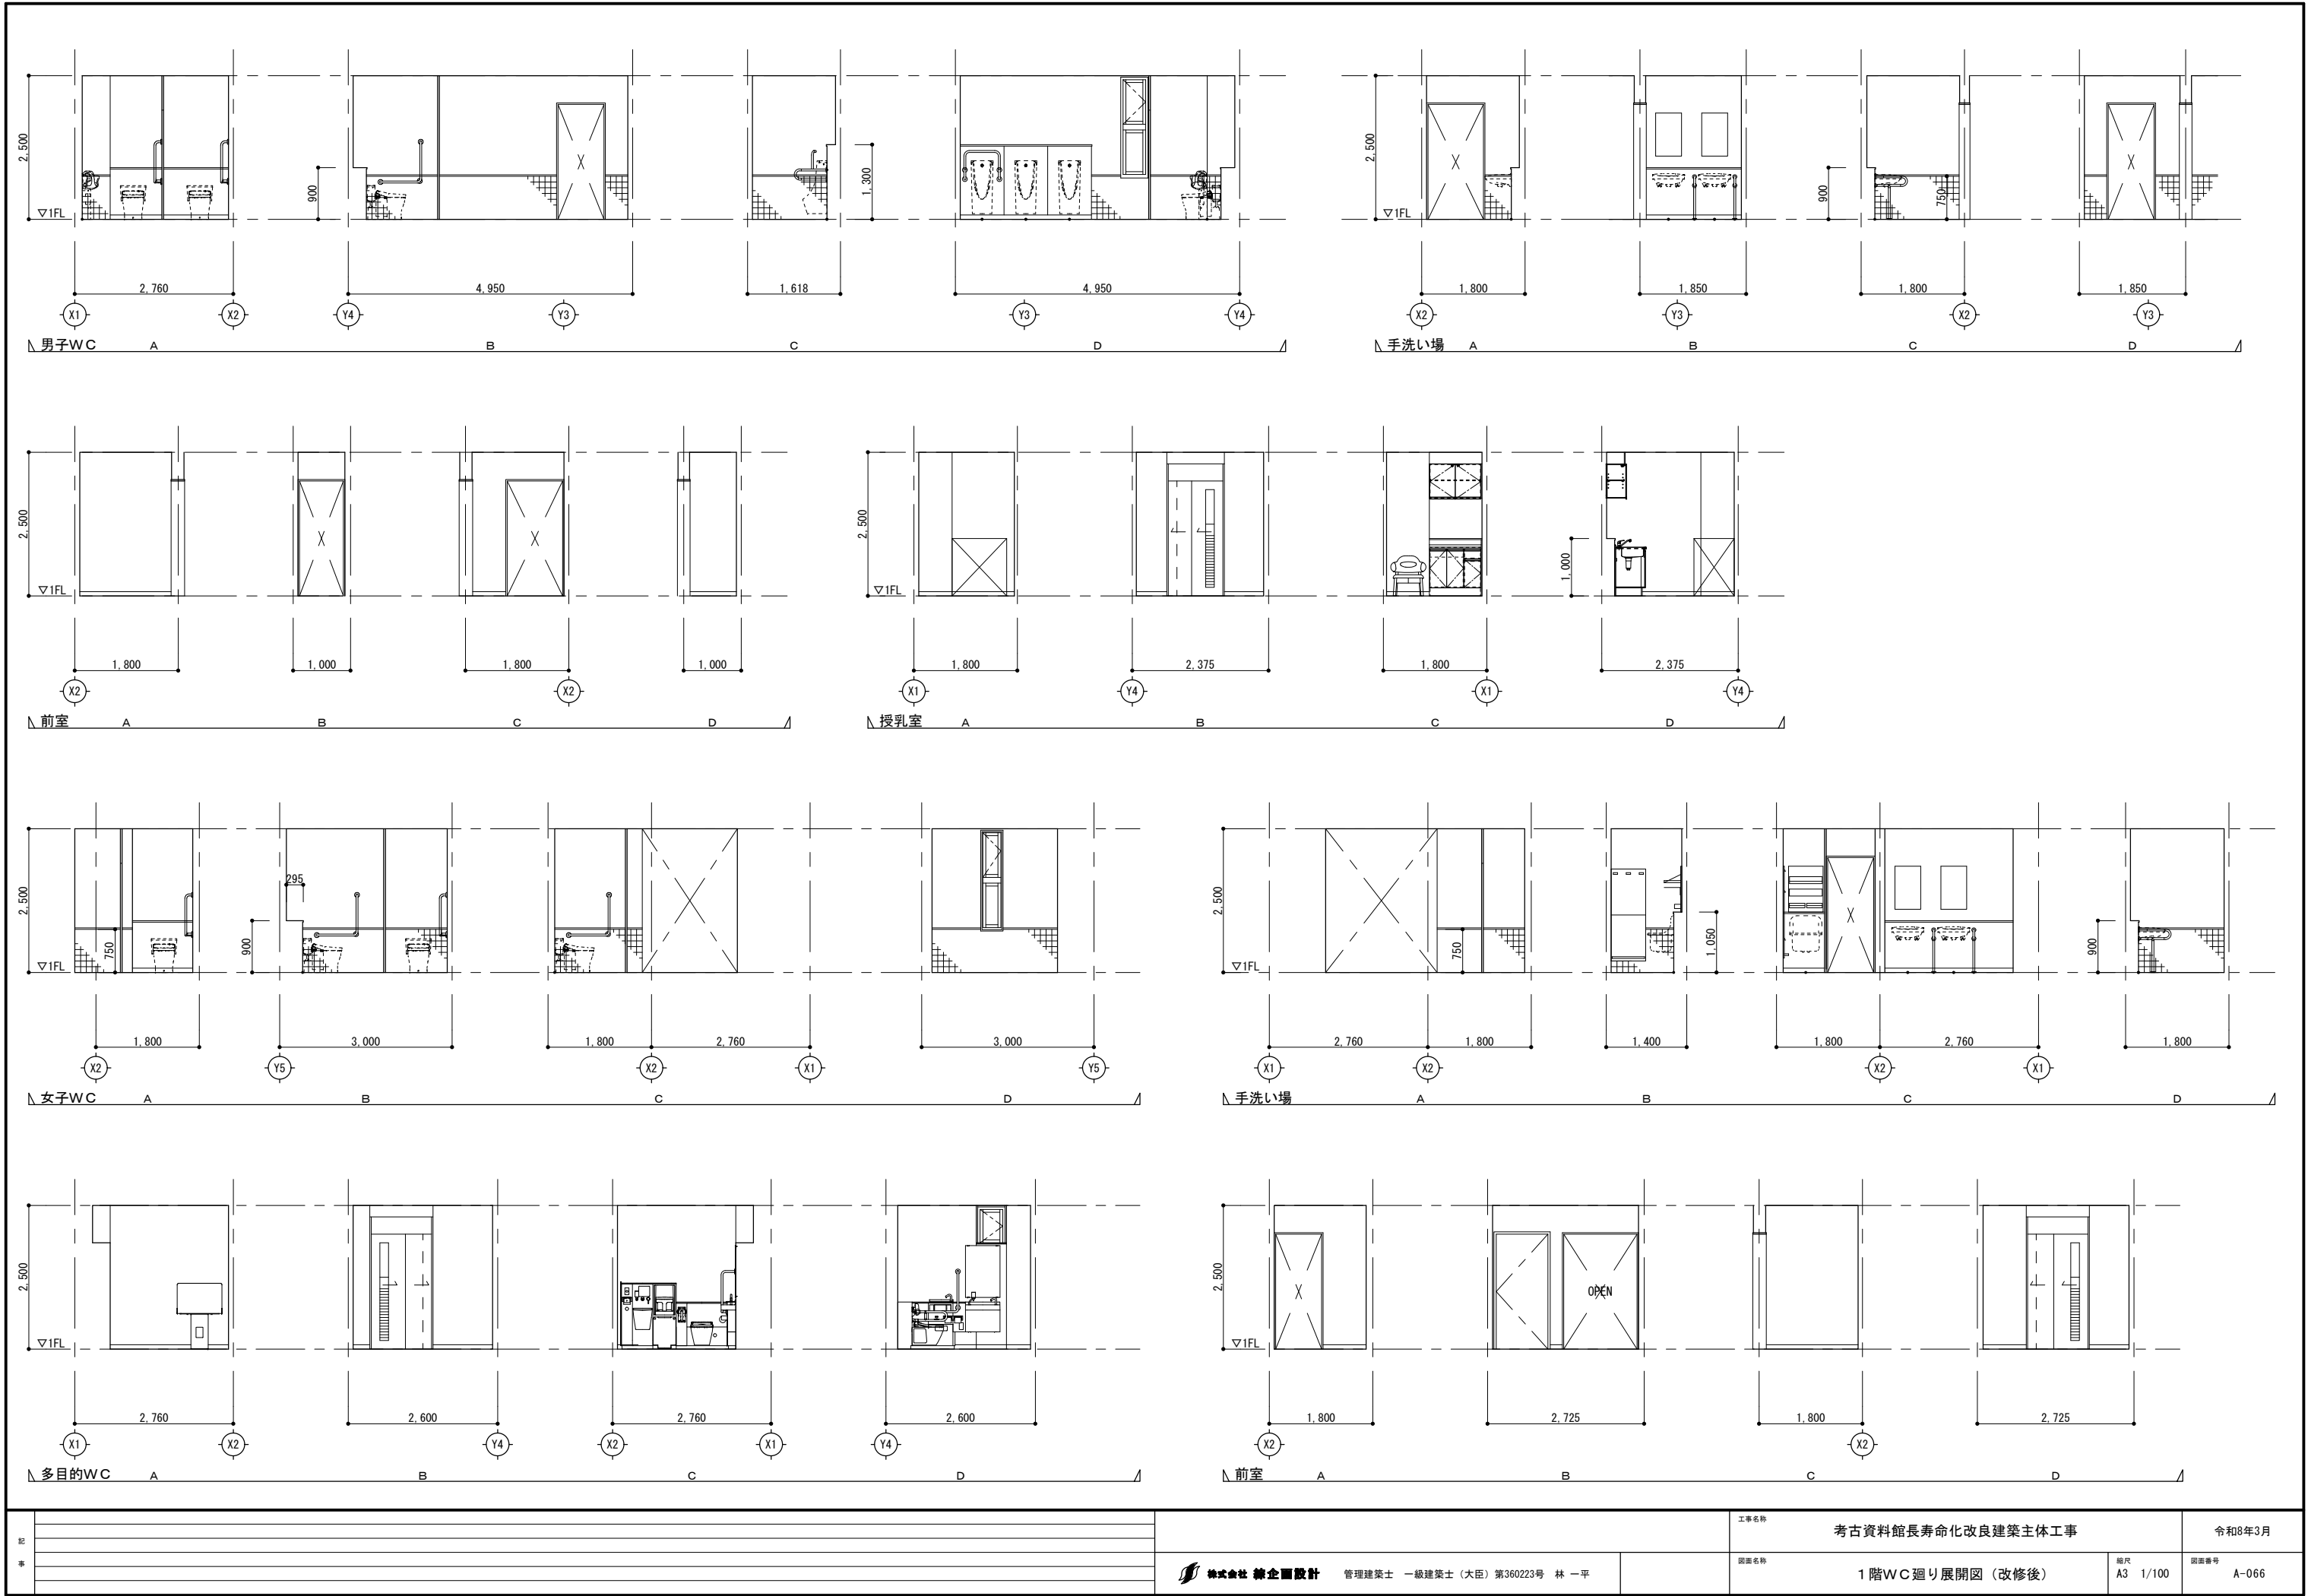 2,500
900
1,300
2,500
900
750
▽1FL
▽1FL
2,760
4,950
1,618
4,950
1,800
1,850
1,800
1,850
X1
X2
Y4
Y3
Y3
Y4
X2
Y3
X2
Y3
男子WC A B C D
手洗い場 A B C D
2,500
2,500
1,000
▽1FL
▽1FL
1,800
1,000
1,800
1,000
1,800
2,375
1,800
2,375
X2
X2
X1
Y4
X1
Y4
前室 A B C D
授乳室 A B C D
2,500
750
295
900
2,500
750
1,050
900
▽1FL
▽1FL
1,800
3,000
1,800
2,760
3,000
2,760
1,800
1,400
1,800
2,760
1,800
X2
Y5
X2
X1
Y5
X1
X2
X2
X1
女子WC A B C D
手洗い場 A B C D
2,500
2,500
OPEN
▽1FL
▽1FL
2,760
2,600
2,760
2,600
1,800
2,725
1,800
2,725
X1
X2
Y4
X2
X1
Y4
X2
X2
多目的WC A B C D
前室 A B C D
記事
工事名称
考古資料館長寿命化改良建築主体工事
令和8年3月
株式会社 企画設計
管理建築士 一級建築士(大臣)第360223号 林 一平
図面名称
1階WC廻り展開図(改修後)
縮尺
A3 1/100
図面番号
A-066